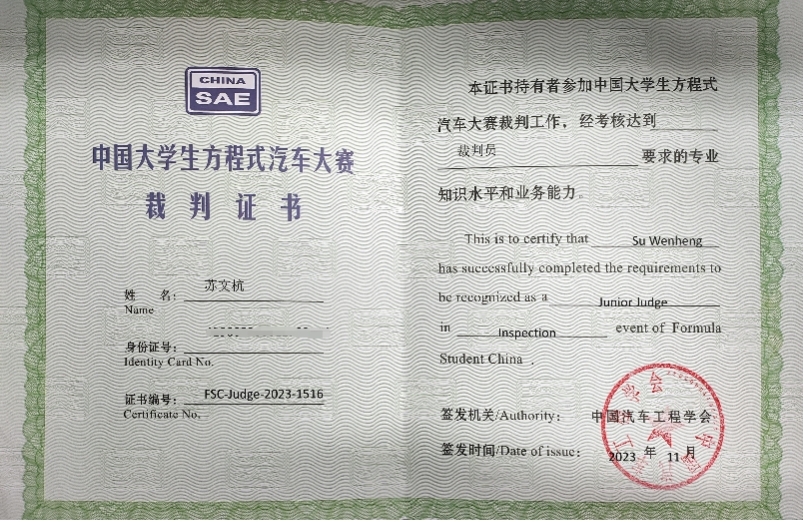 CHINA
SAE
中国大学生方程式汽车大赛
裁判证书
姓 名： 苏文杭
Name
身份证号：
Identity Card No.
证书编号： FSC-Judge-2023-1516
Certificate No.
本证书持有者参加中国大学生方程式
汽车大赛裁判工作，经考核达到
裁判员 要求的专业
知识水平和业务能力。
This is to certify that Su Wenheng
has successfully completed the requirements to
be recognized as a Junior Judge
in Inspection event of Formula
Student China .
签发机关/Authority： 中国汽车工程学会
签发时间/Date of issue： 2023 年 11 月